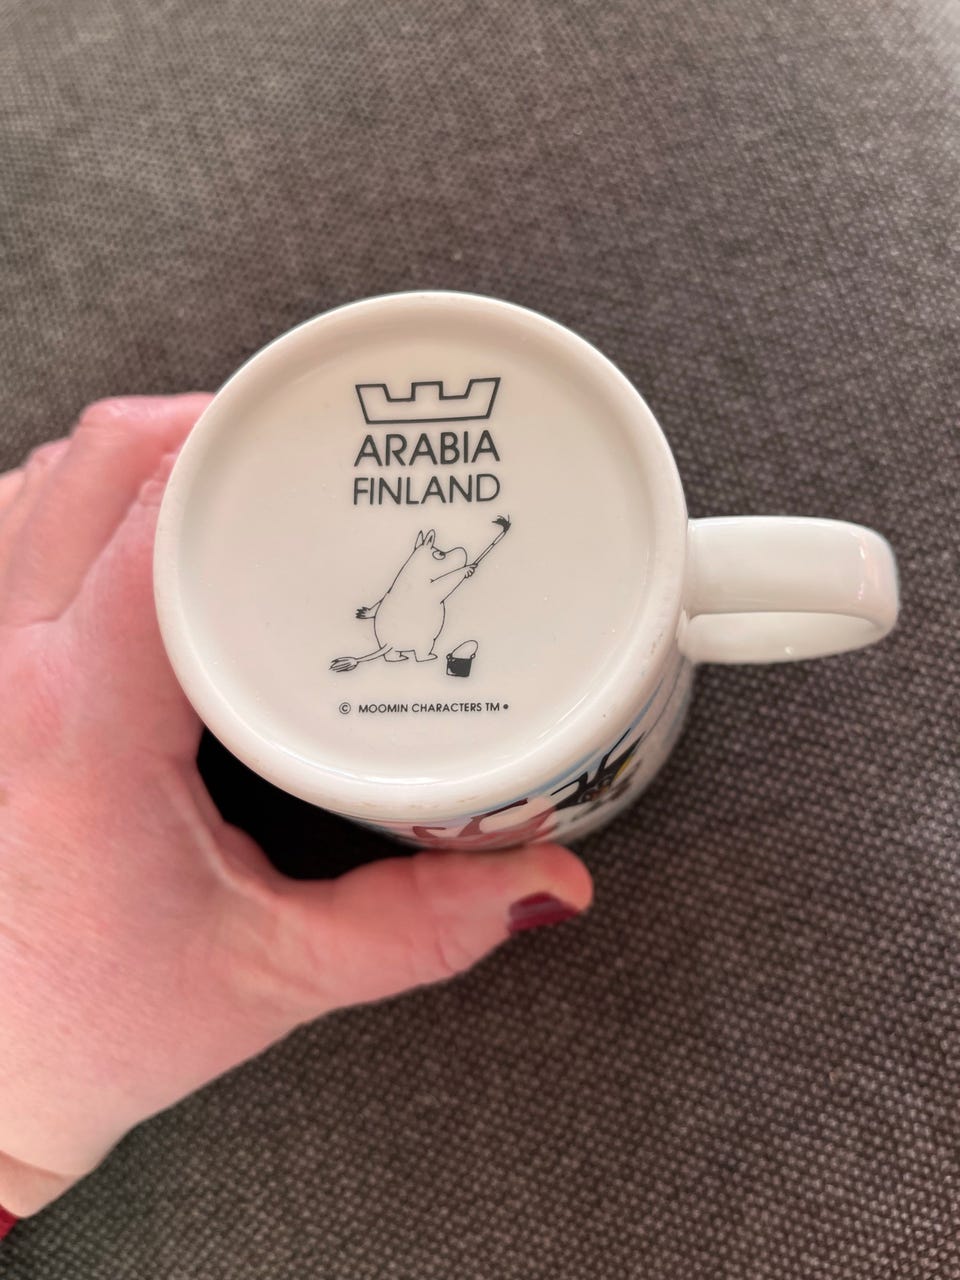 ARABIA
FINLAND
© MOOMIN CHARACTERS TM •